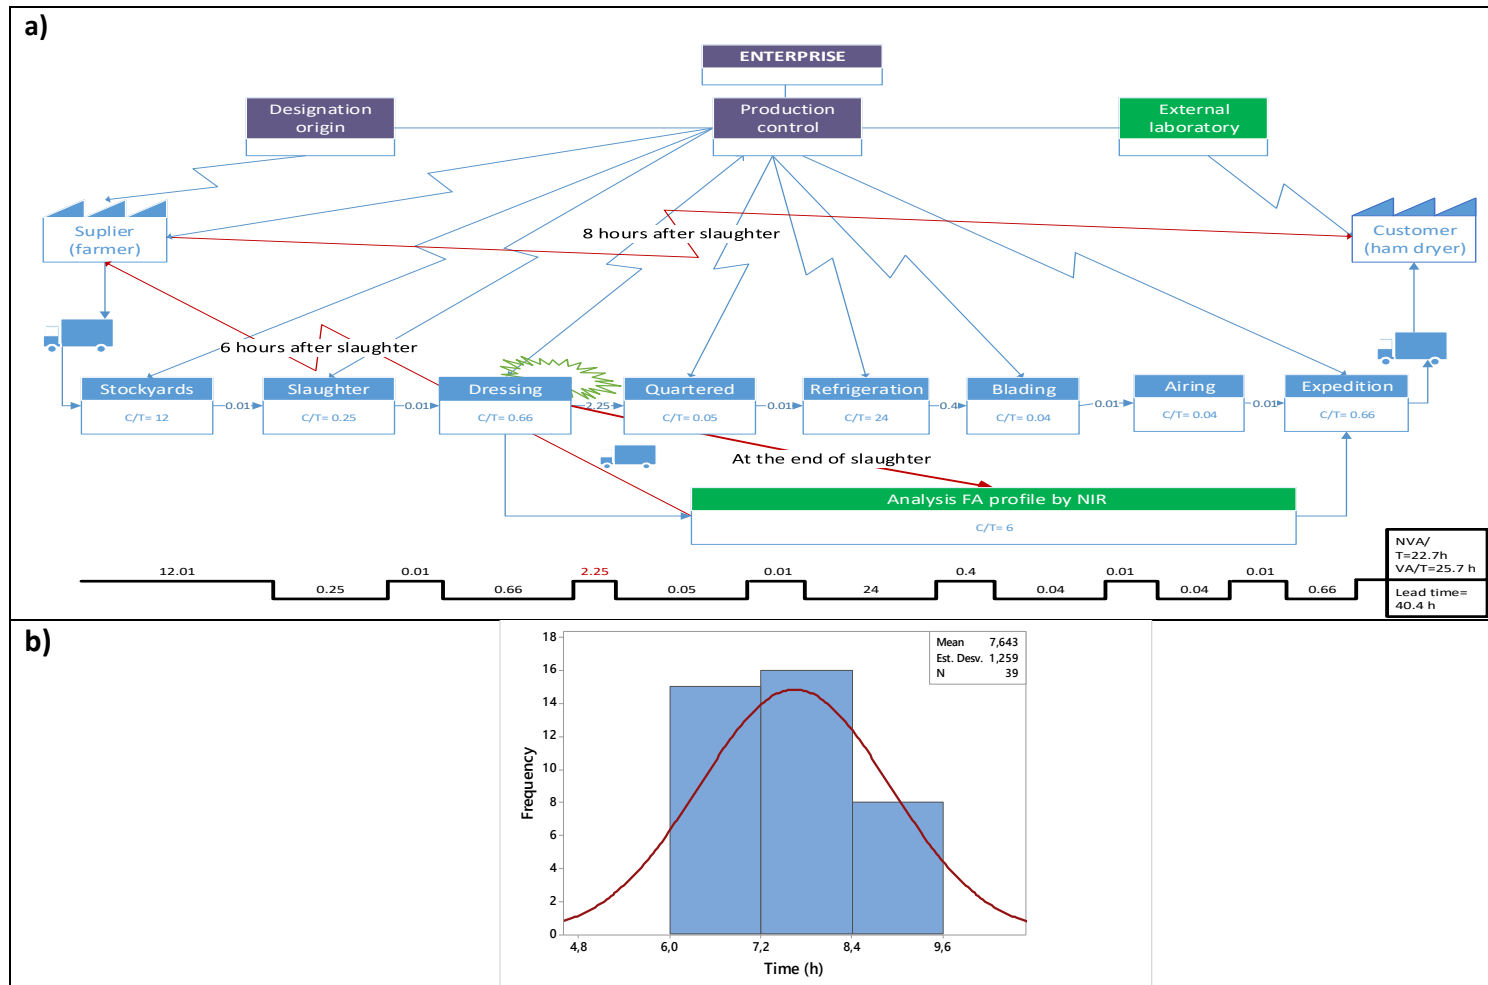 a)
ENTERPRISE
Designation
origin
Production
control
External
laboratory
Suplier
(farmer)
8 hours after slaughter
Customer
(ham dryer)
6 hours after slaughter
Stockyards
C/T= 12
0.01
Slaughter
C/T= 0.25
0.01
Dressing
C/T= 0.66
2.25
Quartered
C/T= 0.05
0.01
Refrigeration
C/T= 24
0.4
Blading
C/T= 0.04
0.01
Airing
C/T= 0.04
0.01
Expedition
C/T= 0.66
At the end of slaughter
Analysis FA profile by NIR
C/T= 6
12.01
0.25
0.01
0.66
2.25
0.05
0.01
24
0.4
0.04
0.01
0.04
0.01
0.66
NVA/
T=22.7h
VA/T=25.7 h
Lead time=
40.4 h
b)
Mean 7,643
Est. Desv. 1,259
N 39
18
16
14
12
10
8
6
4
2
0
Frequency
4,8 6,0 7,2 8,4 9,6
Time (h)